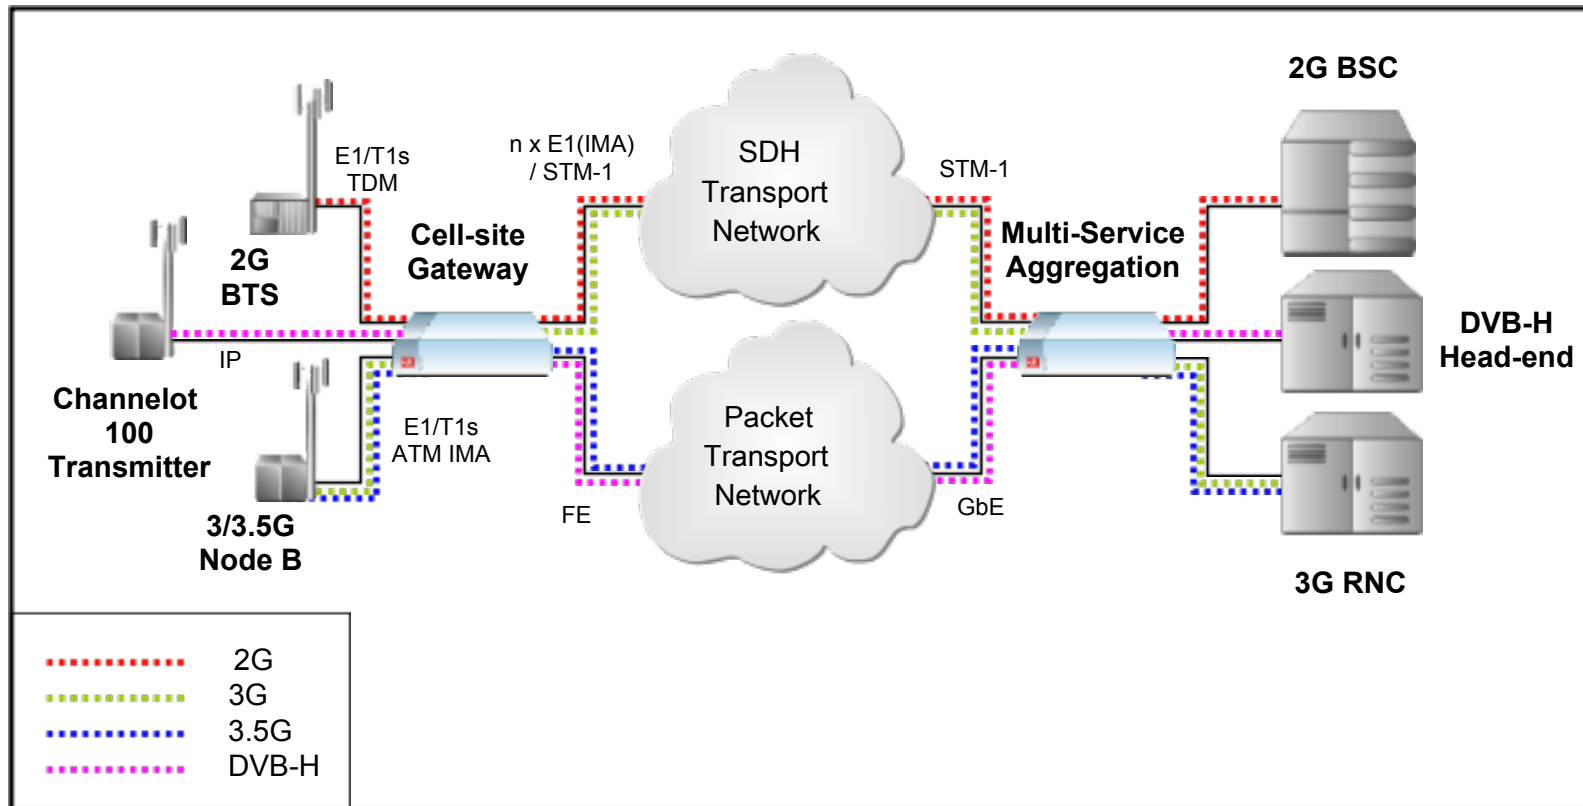 2G BSC
E1/T1s
TDM
n x E1(IMA)
/ STM-1
SDH
Transport
Network
STM-1
Cell-site
Gateway
Multi-Service
Aggregation
2G
BTS
IP
DVB-H
Head-end
Channelot
100
Transmitter
E1/T1s
ATM IMA
Packet
Transport
Network
FE
GbE
3/3.5G
Node B
3G RNC
2G
3G
3.5G
DVB-H